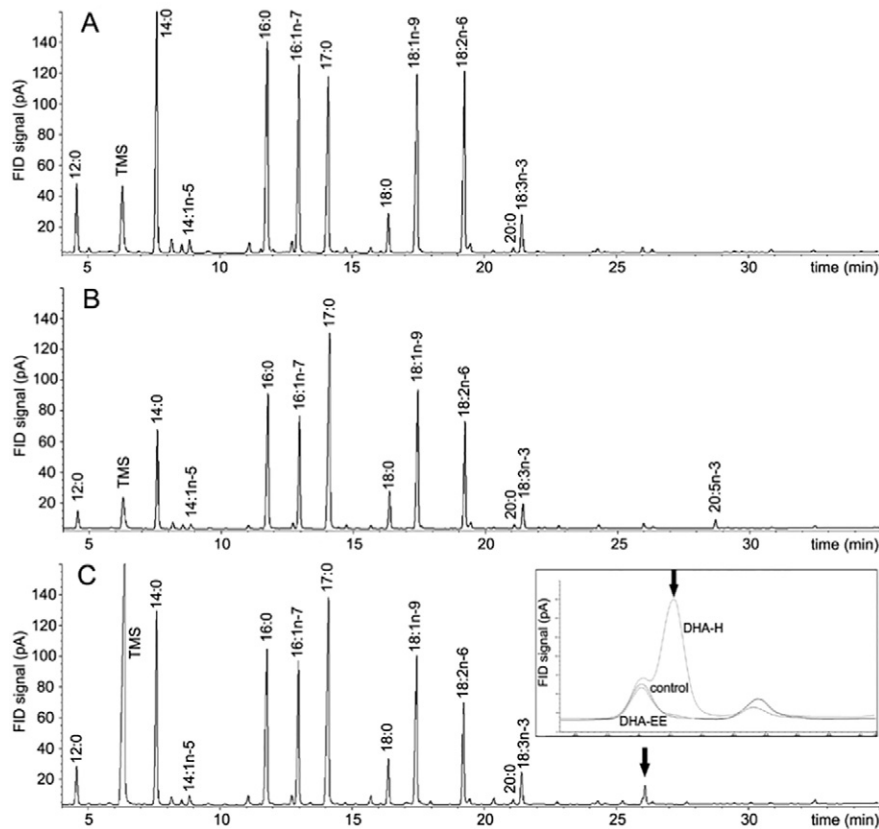 A
FID signal (pA)
140
120
100
80
60
40
20
12:0
TMS
14:0
14:1n-5
16:0
16:1n-7
17:0
18:0
18:1n-9
18:2n-6
20:0
18:3n-3
5 10 15 20 25 30
time (min)
B
FID signal (pA)
140
120
100
80
60
40
20
12:0
TMS
14:0
14:1n-5
16:0
16:1n-7
17:0
18:0
18:1n-9
18:2n-6
20:0
18:3n-3
20:5n-3
5 10 15 20 25 30
time (min)
C
FID signal (pA)
140
120
100
80
60
40
20
12:0
TMS
14:0
14:1n-5
16:0
16:1n-7
17:0
18:0
18:1n-9
18:2n-6
20:0
18:3n-3
5 10 15 20 25 30
time (min)
FID signal (pA)
DHA-H
control
DHA-EE